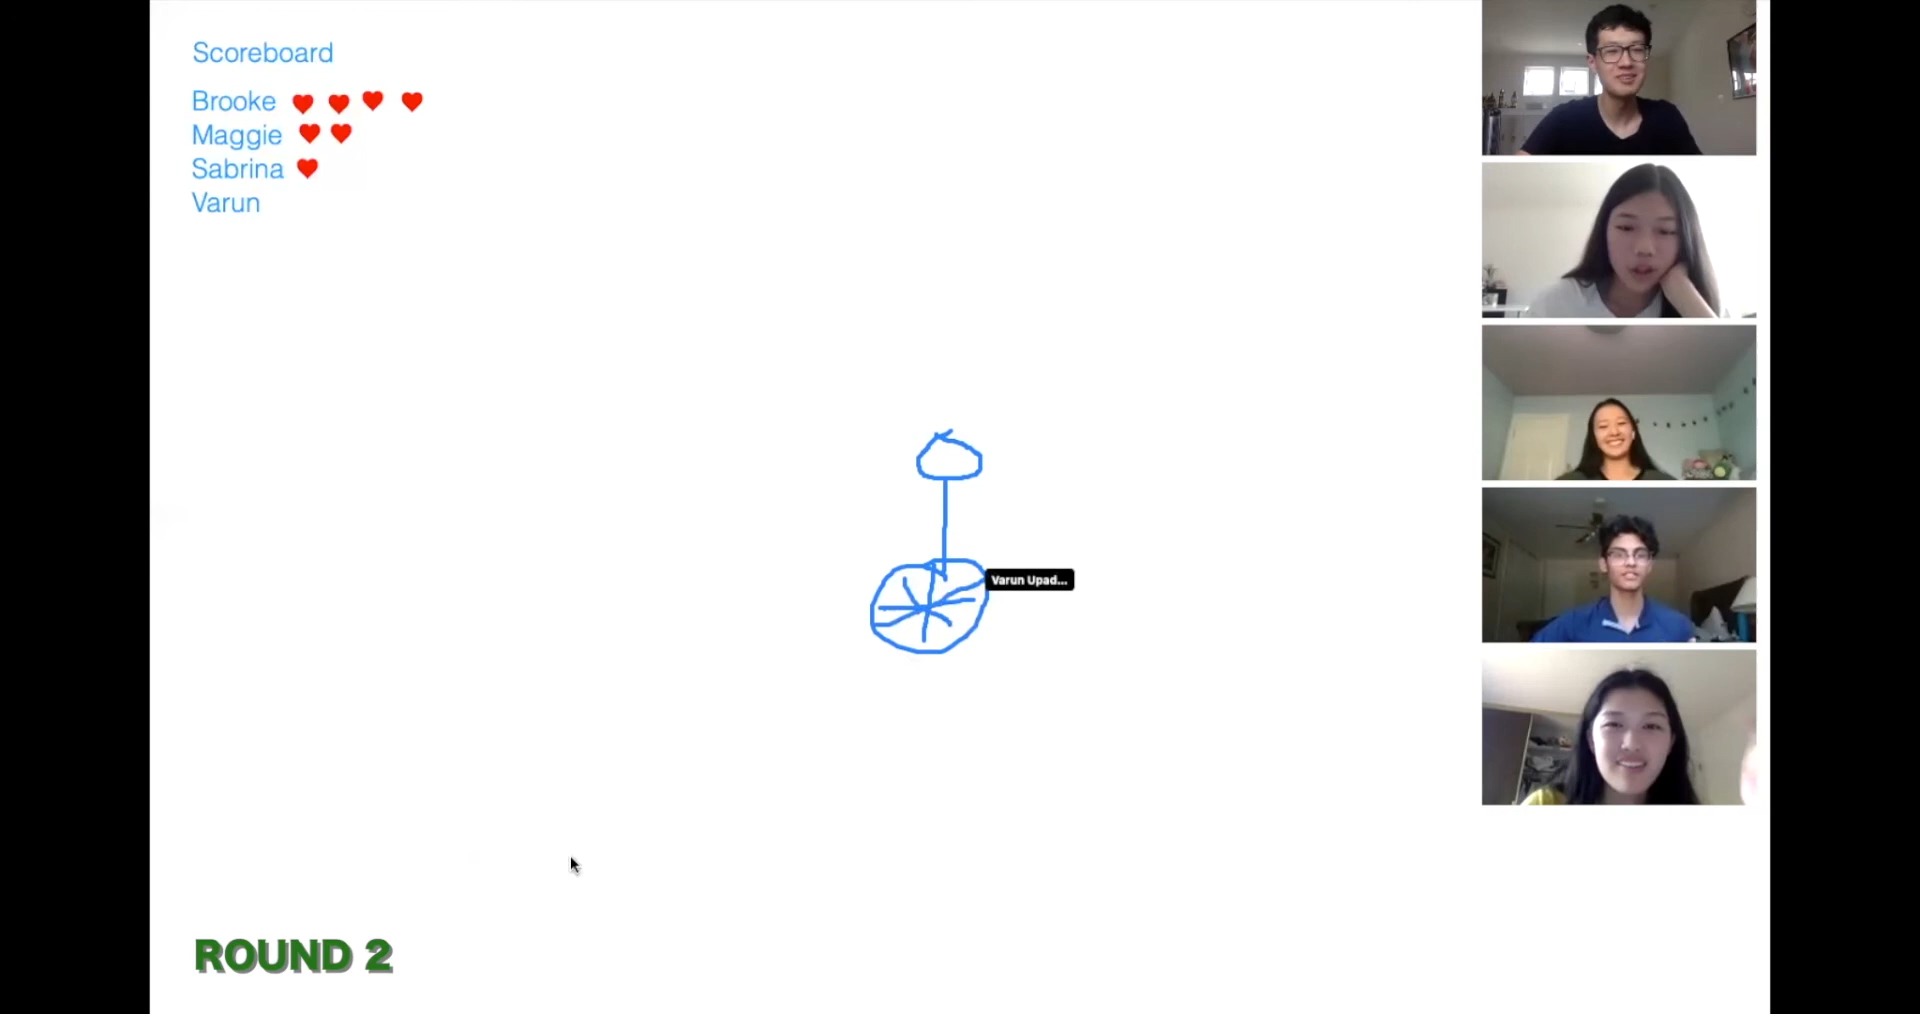 Scoreboard
Brooke
Maggie
Sabrina
Varun
Varun Upad...
ROUND 2